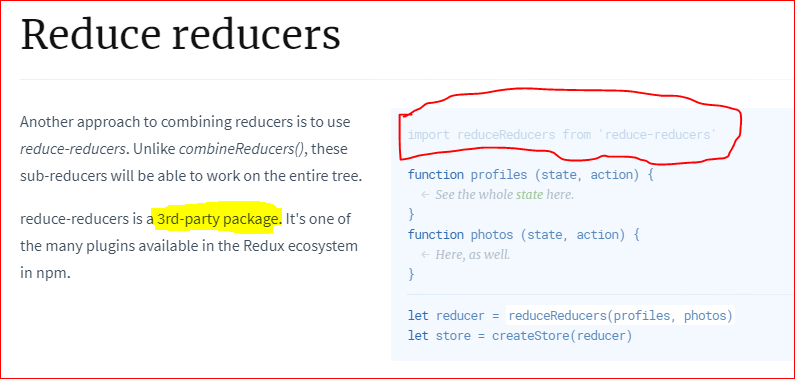 Reduce reducers
Another approach to combining reducers is to use
reduce-reducers. Unlike combineReducers(), these
sub-reducers will be able to work on the entire tree.
reduce-reducers is a 3rd-party package. It's one of
the many plugins available in the Redux ecosystem
in npm.
import reduceReducers from 'reduce-reducers'
function profiles (state, action) {
← See the whole state here.
}
function photos (state, action) {
← Here, as well.
}
let reducer = reduceReducers(profiles, photos)
let store = createStore(reducer)